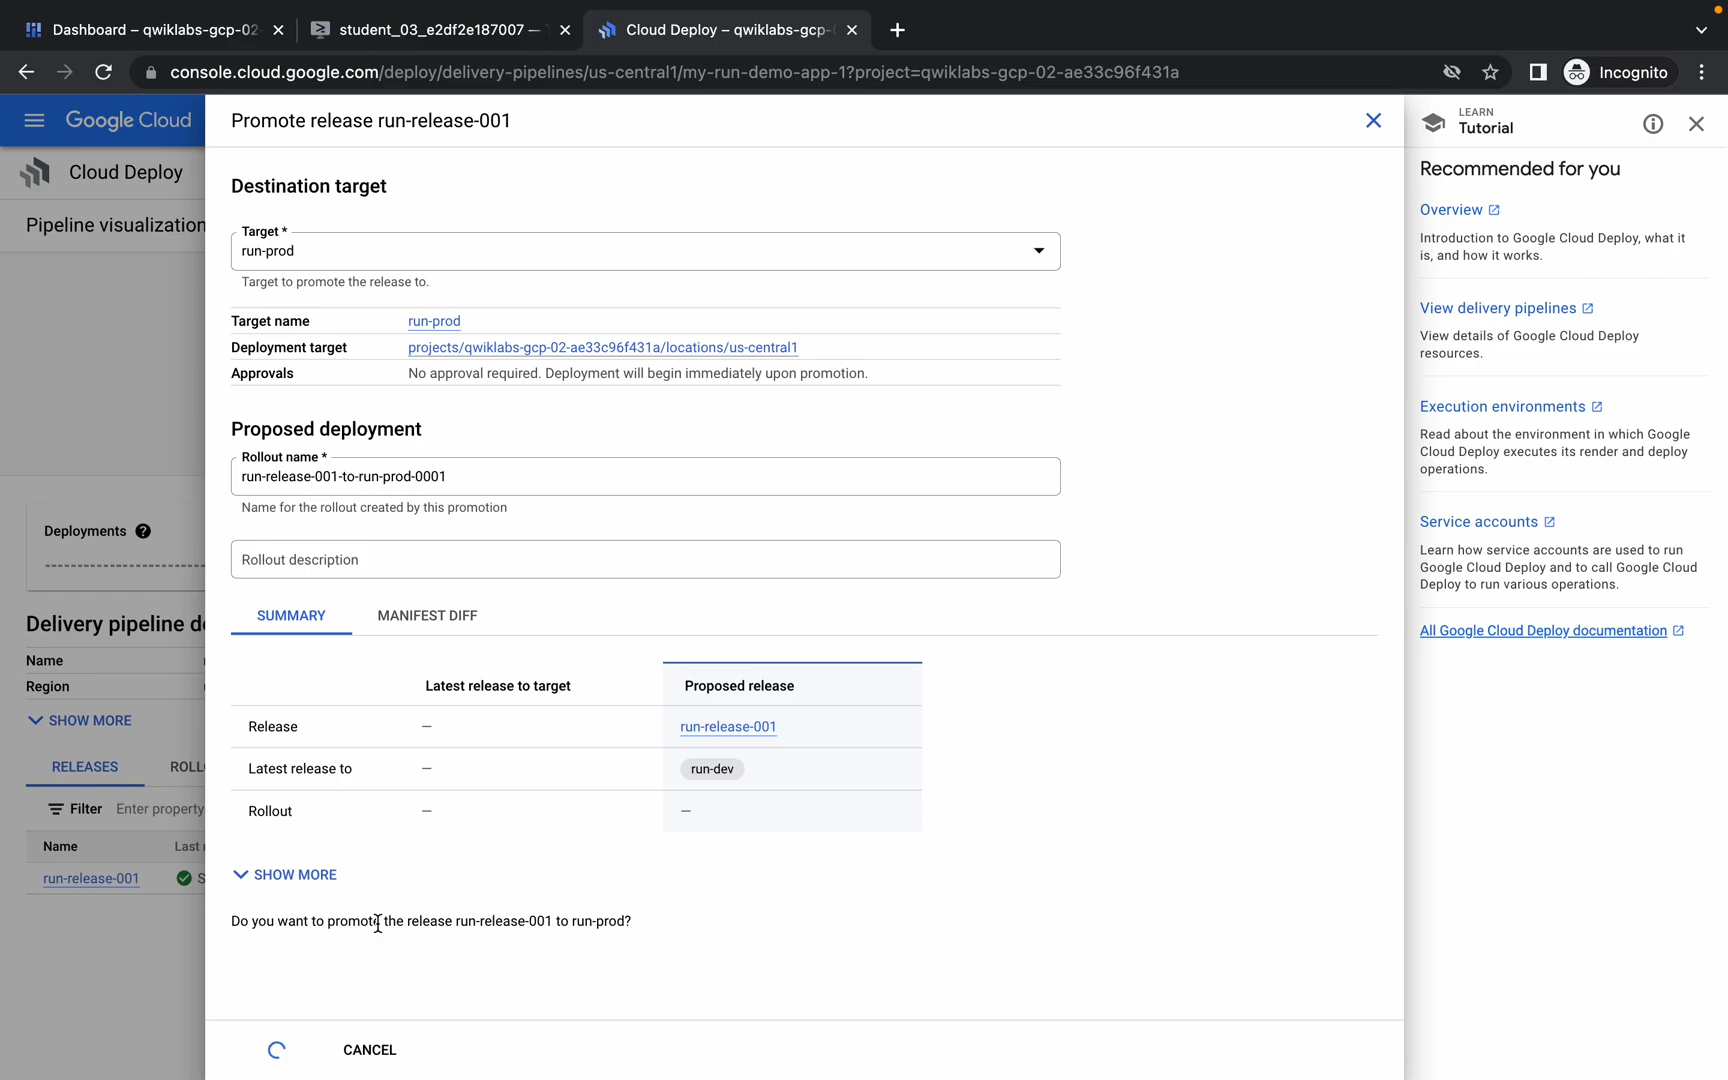 Dashboard – qwiklabs-gcp-02
student_03_e2df2e187007 –
Cloud Deploy – qwiklabs-gcp-
console.cloud.google.com/deploy/delivery-pipelines/us-central1/my-run-demo-app-1?project=qwiklabs-gcp-02-ae33c96f431a
Incognito
Google Cloud
Cloud Deploy
Pipeline visualization
Deployments
Delivery pipeline d
Name
Region
SHOW MORE
RELEASES
ROLL
Filter
Enter property
Name
Last
run-release-001
S
Promote release run-release-001
Destination target
Target *
run-prod
Target to promote the release to.
Target name
run-prod
Deployment target
projects/qwiklabs-gcp-02-ae33c96f431a/locations/us-central1
Approvals
No approval required. Deployment will begin immediately upon promotion.
Proposed deployment
Rollout name *
run-release-001-to-run-prod-0001
Name for the rollout created by this promotion
Rollout description
SUMMARY
MANIFEST DIFF
Latest release to target
Proposed release
Release
–
run-release-001
Latest release to
–
run-dev
Rollout
–
–
SHOW MORE
Do you want to promote the release run-release-001 to run-prod?
CANCEL
LEARN
Tutorial
Recommended for you
Overview
Introduction to Google Cloud Deploy, what it
is, and how it works.
View delivery pipelines
View details of Google Cloud Deploy
resources.
Execution environments
Read about the environment in which Google
Cloud Deploy executes its render and deploy
operations.
Service accounts
Learn how service accounts are used to run
Google Cloud Deploy and to call Google Cloud
Deploy to run various operations.
All Google Cloud Deploy documentation